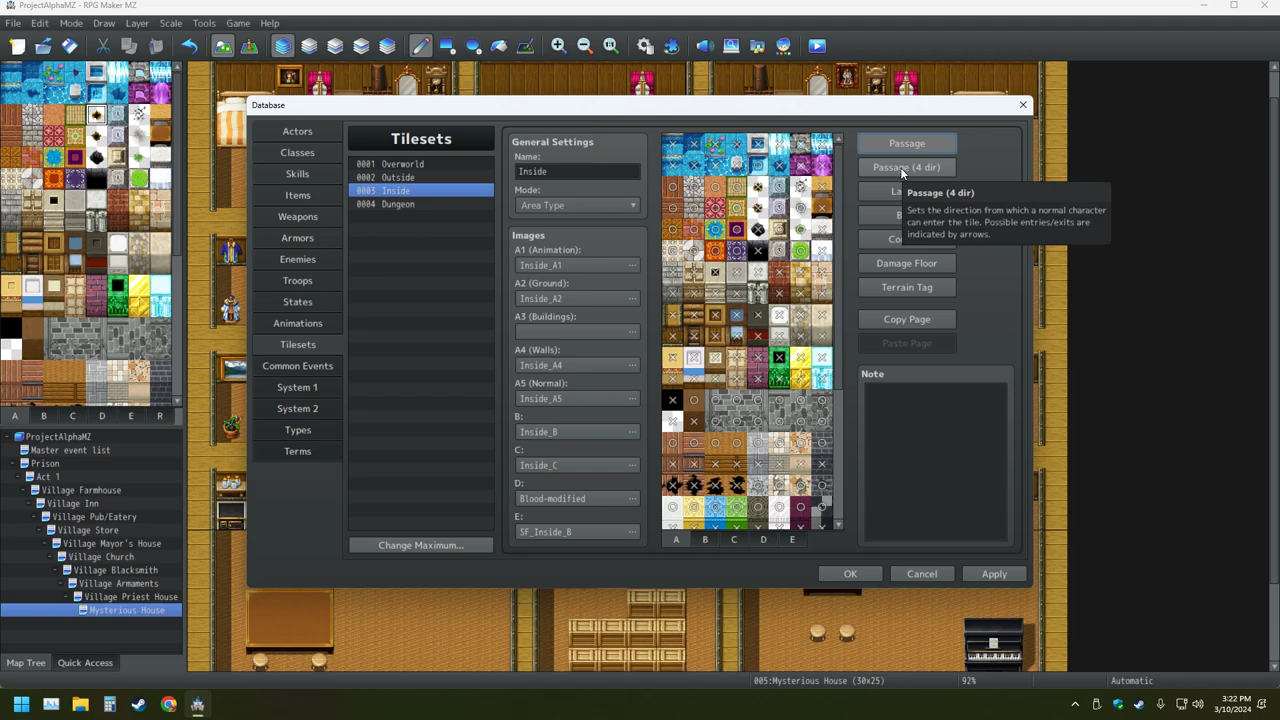 ProjectAlphaMZ - RPG Maker MZ
File Edit Mode Draw Layer Scale Tools Game Help
Database
Actors
Classes
Skills
Items
Weapons
Armors
Enemies
Troops
States
Animations
Tilesets
Common Events
System 1
System 2
Types
Terms
Tilesets
0001 Overworld
0002 Outside
0003 Inside
0004 Dungeon
Change Maximum...
General Settings
Name:
Inside
Mode:
Area Type
Images
A1 (Animation):
Inside_A1 ...
A2 (Ground):
Inside_A2 ...
A3 (Buildings):
...
A4 (Walls):
Inside_A4 ...
A5 (Normal):
Inside_A5 ...
B:
Inside_B ...
C:
Inside_C ...
D:
Blood-modified ...
E:
SF_Inside_B ...
A B C D E
Passage
Passage (4 dir)
La
B
Co
Passage (4 dir)
Sets the direction from which a normal character
can enter the tile. Possible entries/exits are
indicated by arrows.
Damage Floor
Terrain Tag
Copy Page
Paste Page
Note
OK Cancel Apply
A B C D E R
ProjectAlphaMZ
Master event list
Prison
Act 1
Village Farmhouse
Village Inn
Village Pub/Eatery
Village Store
Village Mayor's House
Village Church
Village Blacksmith
Village Armaments
Village Priest House
Mysterious House
Map Tree Quick Access
005:Mysterious House (30x25) 92% Automatic
3:22 PM
3/10/2024